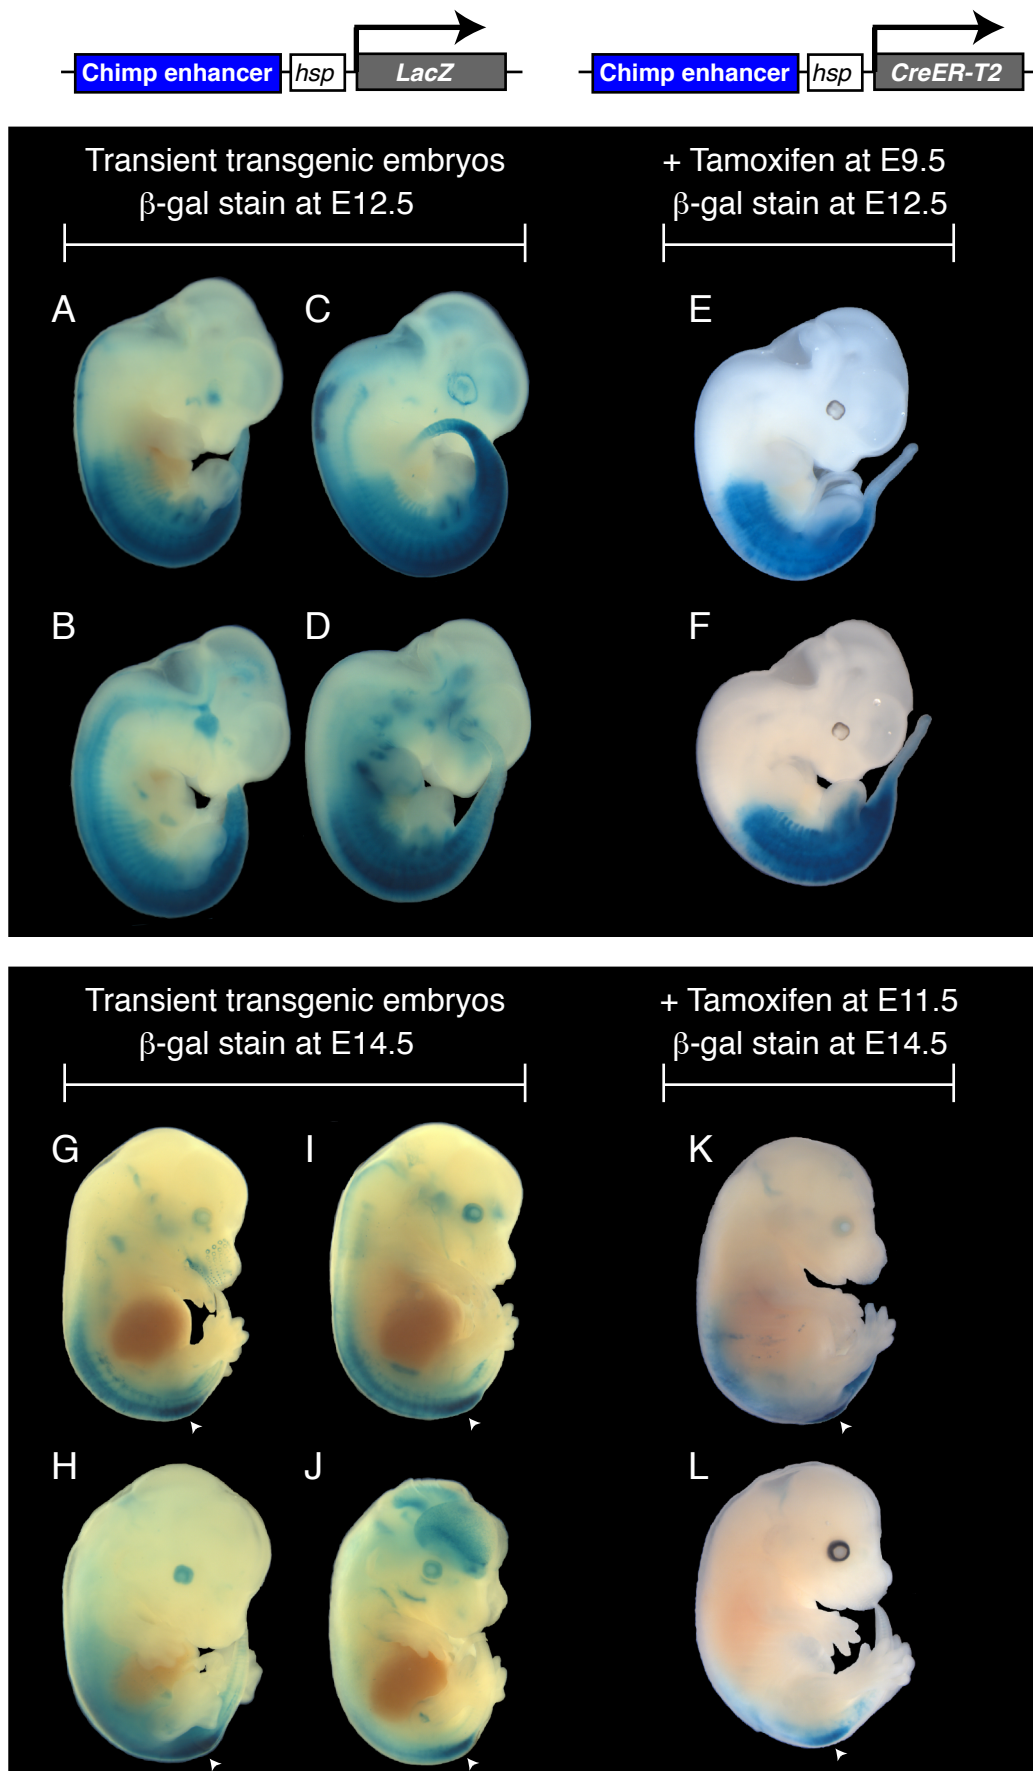 Chimp enhancer hsp LacZ
Chimp enhancer hsp CreER-T2
Transient transgenic embryos
β-gal stain at E12.5
+ Tamoxifen at E9.5
β-gal stain at E12.5
A
C
E
B
D
F
Transient transgenic embryos
β-gal stain at E14.5
+ Tamoxifen at E11.5
β-gal stain at E14.5
G
I
K
H
J
L